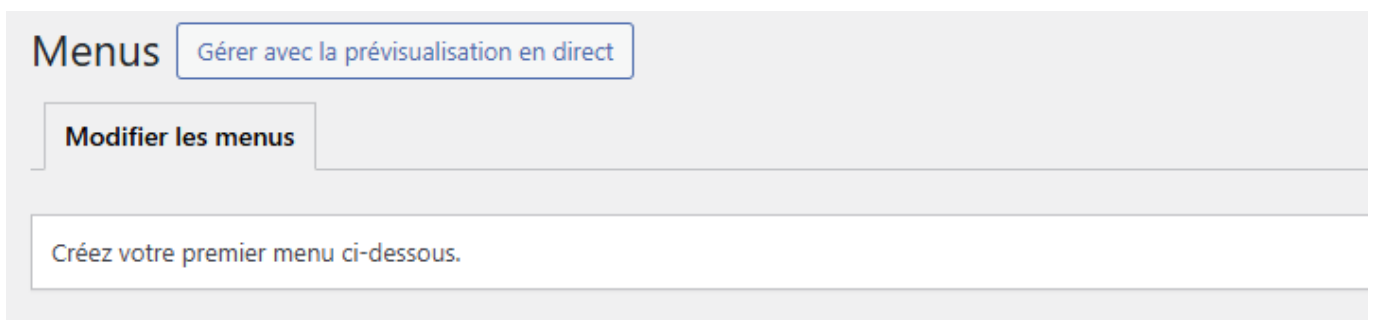 Menus
Gérer avec la prévisualisation en direct
Modifier les menus
Créez votre premier menu ci-dessous.